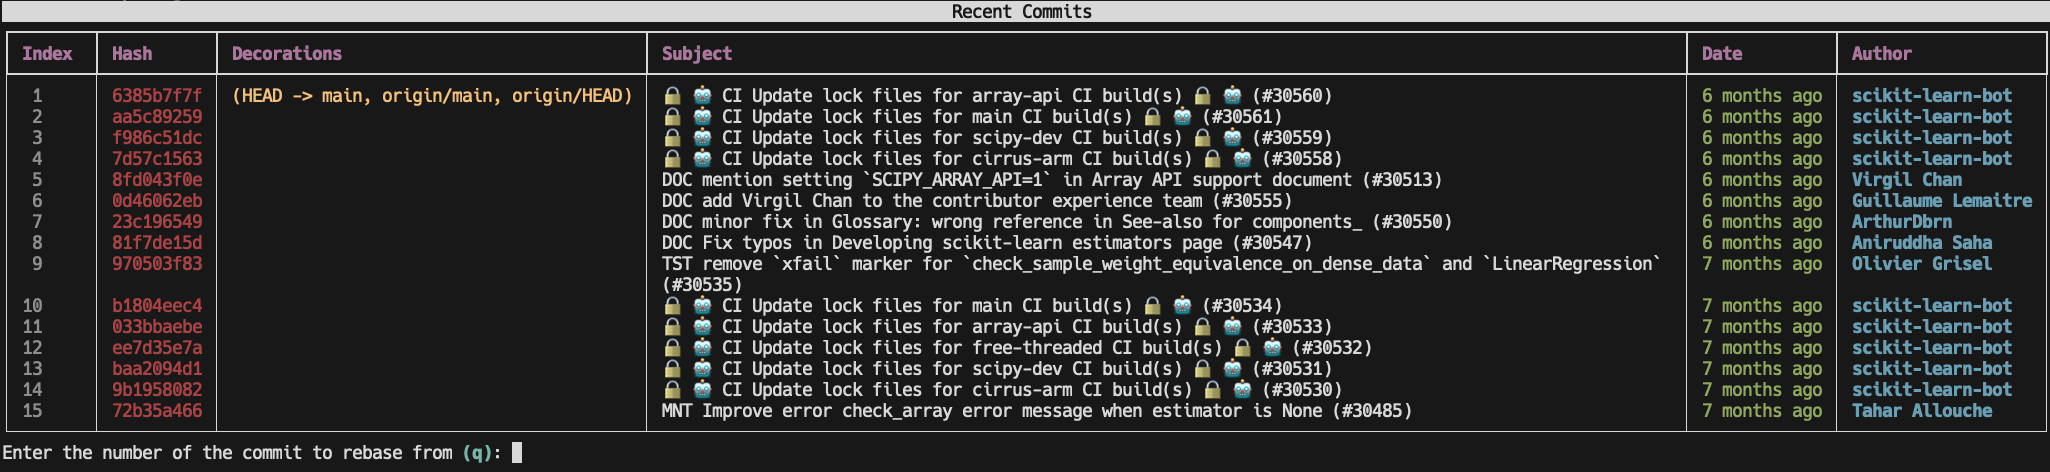 Recent Commits
Index Hash Decorations Subject Date Author
1 6385b7f7f (HEAD -> main, origin/main, origin/HEAD) 🔒 🤖 CI Update lock files for array-api CI build(s) 🔒 🤖 (#30560) 6 months ago scikit-learn-bot
2 aa5c89259 🔒 🤖 CI Update lock files for main CI build(s) 🔒 🤖 (#30561) 6 months ago scikit-learn-bot
3 f986c51dc 🔒 🤖 CI Update lock files for scipy-dev CI build(s) 🔒 🤖 (#30559) 6 months ago scikit-learn-bot
4 7d57c1563 🔒 🤖 CI Update lock files for cirrus-arm CI build(s) 🔒 🤖 (#30558) 6 months ago scikit-learn-bot
5 8fd043f0e DOC mention setting `SCIPY_ARRAY_API=1` in Array API support document (#30513) 6 months ago Virgil Chan
6 0d46062eb DOC add Virgil Chan to the contributor experience team (#30555) 6 months ago Guillaume Lemaitre
7 23c196549 DOC minor fix in Glossary: wrong reference in See-also for components_ (#30550) 6 months ago ArthurDbrn
8 81f7de15d DOC Fix typos in Developing scikit-learn estimators page (#30547) 6 months ago Aniruddha Saha
9 970503f83 TST remove `xfail` marker for `check_sample_weight_equivalence_on_dense_data` and `LinearRegression` 7 months ago Olivier Grisel
(#30535)
10 b1804eec4 🔒 🤖 CI Update lock files for main CI build(s) 🔒 🤖 (#30534) 7 months ago scikit-learn-bot
11 033bbaebe 🔒 🤖 CI Update lock files for array-api CI build(s) 🔒 🤖 (#30533) 7 months ago scikit-learn-bot
12 ee7d35e7a 🔒 🤖 CI Update lock files for free-threaded CI build(s) 🔒 🤖 (#30532) 7 months ago scikit-learn-bot
13 baa2094d1 🔒 🤖 CI Update lock files for scipy-dev CI build(s) 🔒 🤖 (#30531) 7 months ago scikit-learn-bot
14 9b1958082 🔒 🤖 CI Update lock files for cirrus-arm CI build(s) 🔒 🤖 (#30530) 7 months ago scikit-learn-bot
15 72b35a466 MNT Improve error check_array error message when estimator is None (#30485) 7 months ago Tahar Allouche
Enter the number of the commit to rebase from (q):